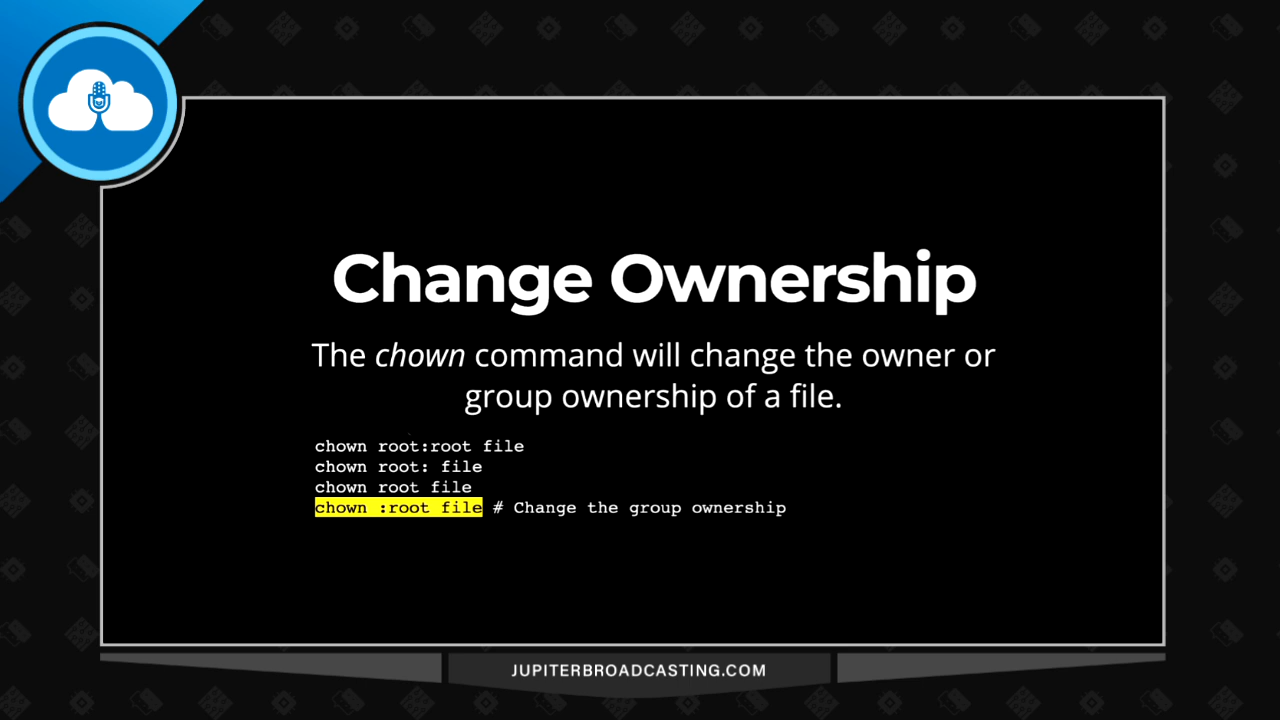 Change Ownership
The chown command will change the owner or
group ownership of a file.
chown root:root file
chown root: file
chown root file
chown :root file # Change the group ownership
JUPITERBROADCASTING.COM